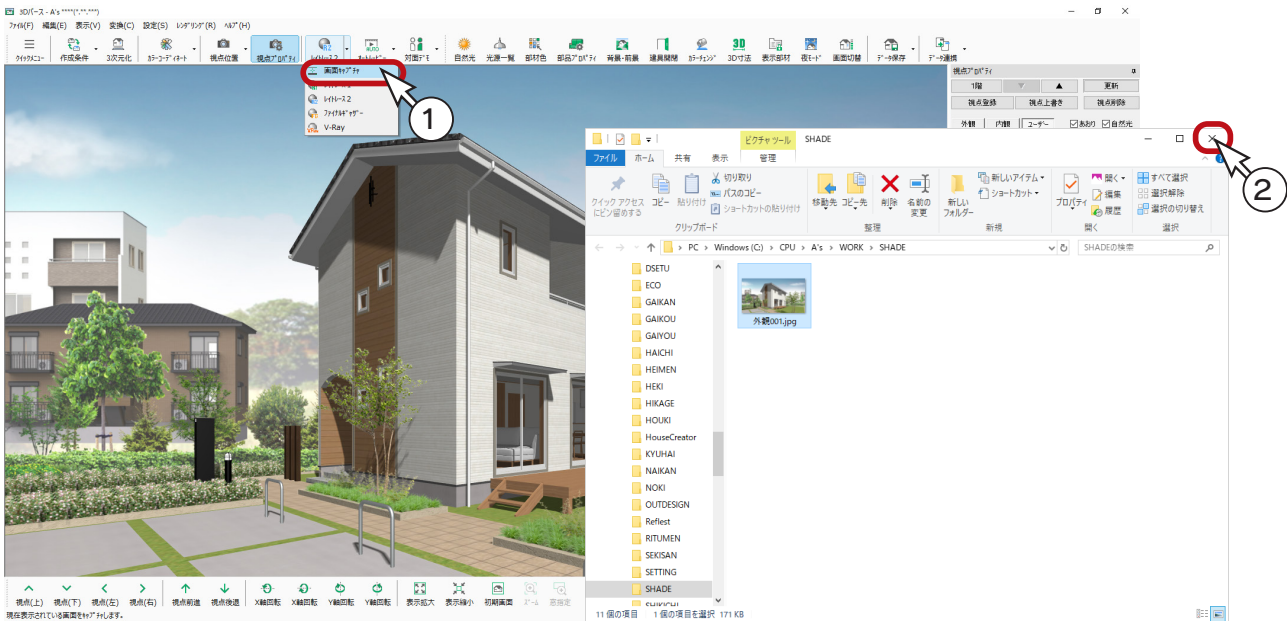 3Dパース - A's ****(*,**,***)
ファイル(F) 編集(E) 表示(V) 変換(C) 設定(S) レンダリング(R) ヘルプ(H)
クイックメニュー 作成条件 3次元化 カラーコーディネート 視点位置 視点プロパティ レイトレース2 オートレイヤー 対面デモ 自然光 光源一覧 部材色 部品プロパティ 背景・前景 建具開閉 カラーチェンジ 3D寸法 表示部材 夜モード 画面切替 データ保存 データ連携
画面キャプチャ
レイトレース2
ファイナルギャザー
V-Ray
1
視点プロパティ
1階 ▼ ▲ 更新
視点登録 視点上書き 視点削除
外観 内観 ユーザー あおり 自然光
ピクチャ ツール SHADE
ファイル ホーム 共有 表示 管理
2
クイック アクセスにピン留めする
コピー
貼り付け
切り取り
パスのコピー
ショートカットの貼り付け
移動先 コピー先 削除 名前の変更
新しいフォルダー
新しいアイテム
ショートカット
プロパティ
開く
編集
履歴
すべて選択
選択解除
選択の切り替え
クリップボード 整理 新規 開く 選択
PC > Windows (C:) > CPU > A's > WORK > SHADE
SHADEの検索
DSETU
ECO
GAIKAN
GAIKOU
GAIYOU
HAICHI
HEIMEN
HEKI
HIKAGE
HOUKI
HouseCreator
KYUHAI
NAIKAN
NOKI
OUTDESIGN
Reflest
RITUMEN
SEKISAN
SETTING
SHADE
SHIKICHI
外観001.jpg
11 個の項目 1 個の項目を選択 171 KB
視点(上) 視点(下) 視点(左) 視点(右) 視点前進 視点後退 X軸回転 X軸回転 Y軸回転 Y軸回転 表示拡大 表示縮小 初期画面 ズーム 窓指定
現在表示されている画面をキャプチャします。